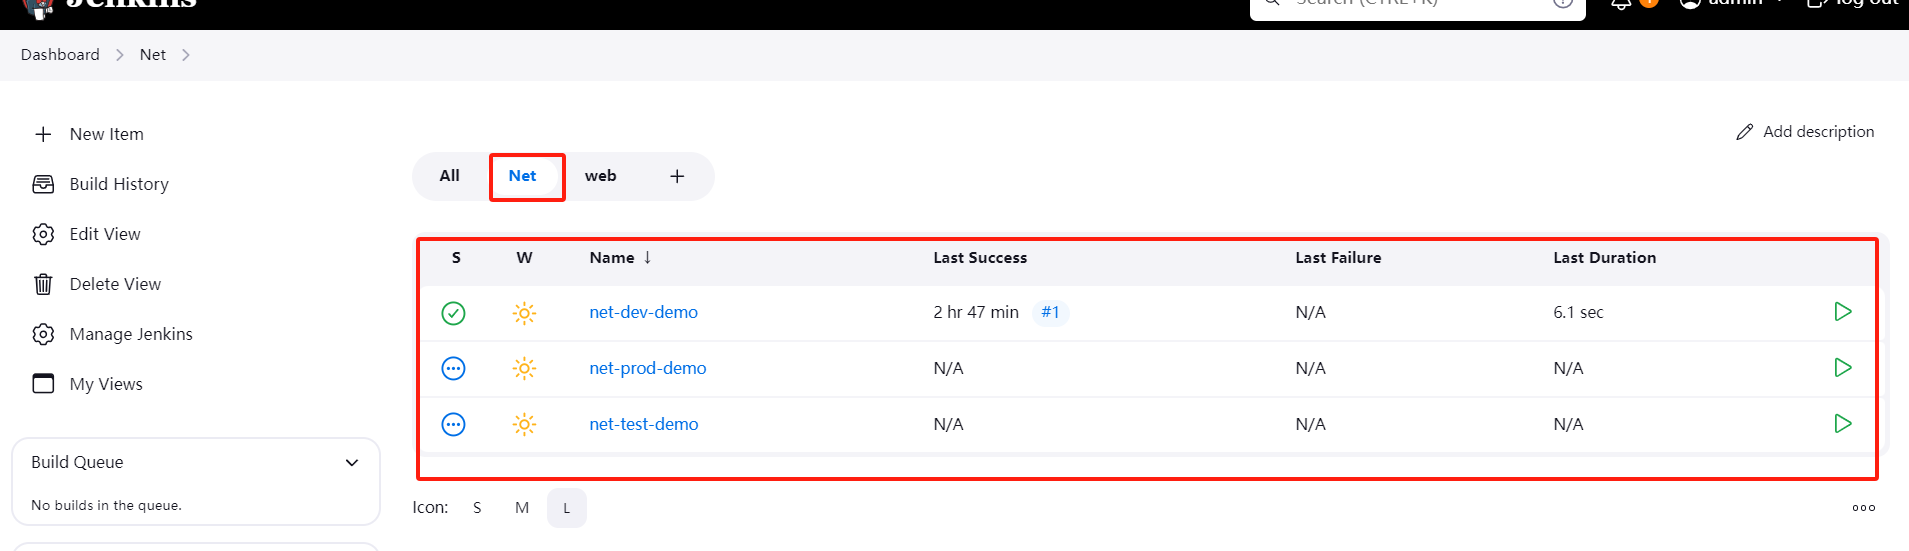 Jenkins
Search (CTRL+K)
1
admin
log out
Dashboard
Net
New Item
Build History
Edit View
Delete View
Manage Jenkins
My Views
Build Queue
No builds in the queue.
Add description
All Net web +
S W Name ↓ Last Success Last Failure Last Duration
net-dev-demo 2 hr 47 min #1 N/A 6.1 sec
net-prod-demo N/A N/A N/A
net-test-demo N/A N/A N/A
Icon: S M L